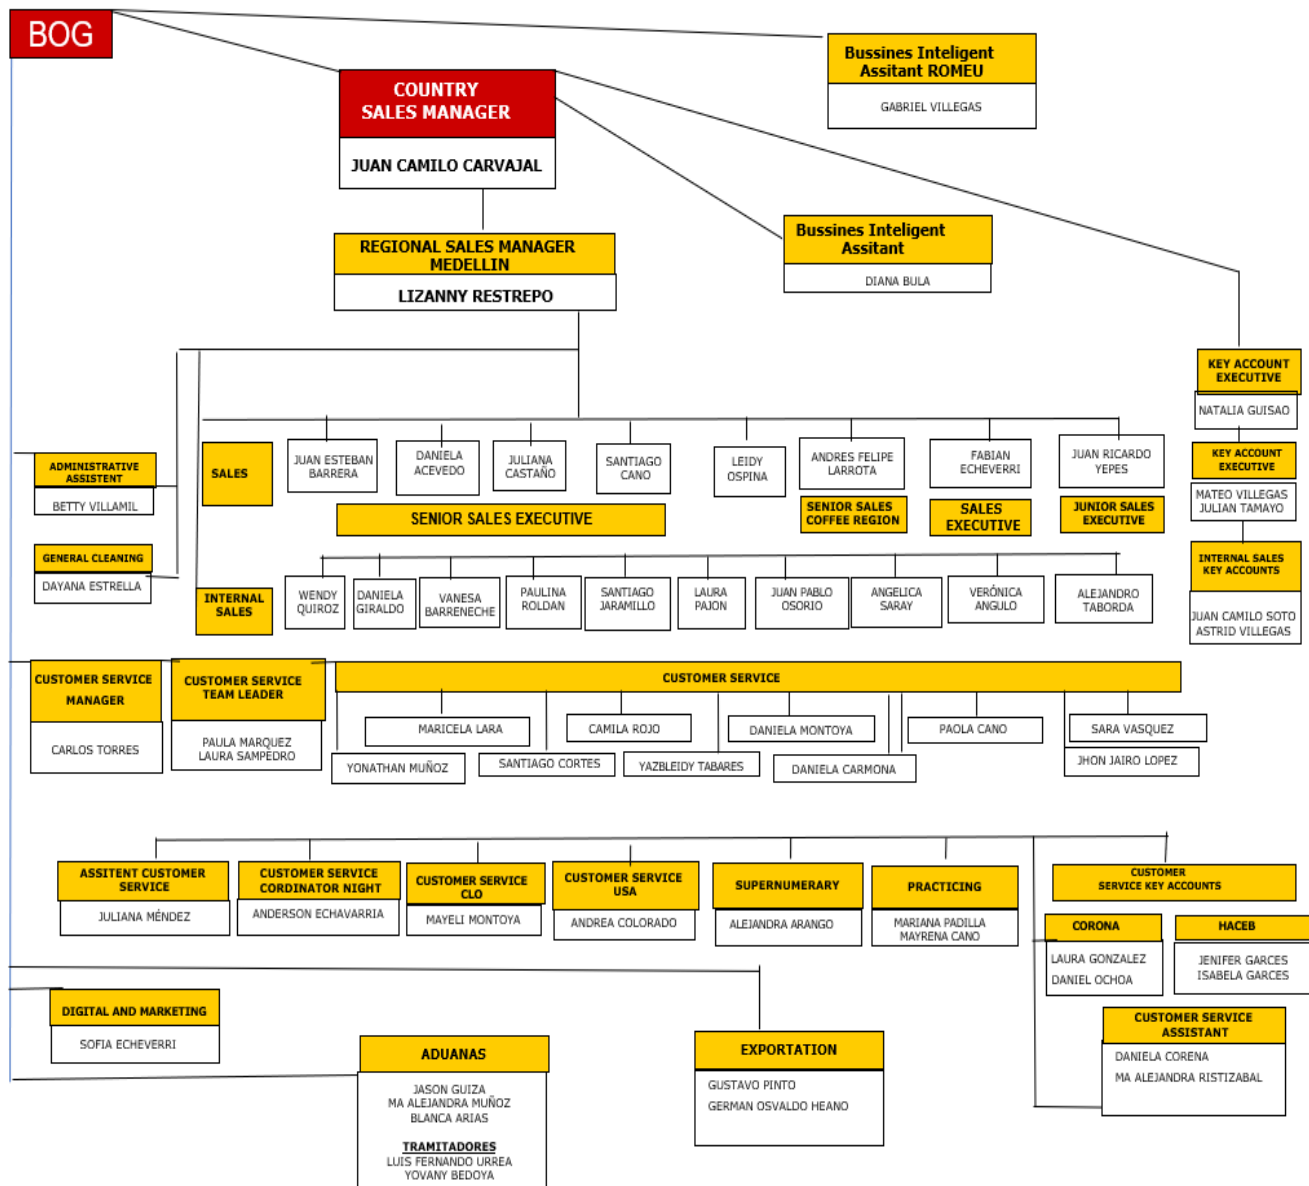 BOG
Bussines Inteligent
Assitant ROMEU
GABRIEL VILLEGAS
COUNTRY
SALES MANAGER
JUAN CAMILO CARVAJAL
Bussines Inteligent
Assitant
DIANA BULA
REGIONAL SALES MANAGER
MEDELLIN
LIZANNY RESTREPO
KEY ACCOUNT
EXECUTIVE
NATALIA GUISAO
KEY ACCOUNT
EXECUTIVE
MATEO VILLEGAS
JULIAN TAMAYO
INTERNAL SALES
KEY ACCOUNTS
JUAN CAMILO SOTO
ASTRID VILLEGAS
ADMINISTRATIVE
ASSISTENT
BETTY VILLAMIL
GENERAL CLEANING
DAYANA ESTRELLA
SALES
JUAN ESTEBAN
BARRERA
DANIELA
ACEVEDO
JULIANA
CASTAÑO
SANTIAGO
CANO
LEIDY
OSPINA
ANDRES FELIPE
LARROTA
FABIAN
ECHEVERRI
JUAN RICARDO
YEPES
SENIOR SALES EXECUTIVE
SENIOR SALES
COFFEE REGION
SALES
EXECUTIVE
JUNIOR SALES
EXECUTIVE
INTERNAL
SALES
WENDY
QUIROZ
DANIELA
GIRALDO
VANESA
BARRENECHE
PAULINA
ROLDAN
SANTIAGO
JARAMILLO
LAURA
PAJON
JUAN PABLO
OSORIO
ANGELICA
SARAY
VERÓNICA
ANGULO
ALEJANDRO
TABORDA
CUSTOMER SERVICE
MANAGER
CARLOS TORRES
CUSTOMER SERVICE
TEAM LEADER
PAULA MARQUEZ
LAURA SAMPEDRO
CUSTOMER SERVICE
MARICELA LARA
CAMILA ROJO
DANIELA MONTOYA
PAOLA CANO
SARA VASQUEZ
YONATHAN MUÑOZ
SANTIAGO CORTES
YAZBLEIDY TABARES
DANIELA CARMONA
JHON JAIRO LOPEZ
ASSITENT CUSTOMER
SERVICE
JULIANA MÉNDEZ
CUSTOMER SERVICE
CORDINATOR NIGHT
ANDERSON ECHAVARRIA
CUSTOMER SERVICE
CLO
MAYELI MONTOYA
CUSTOMER SERVICE
USA
ANDREA COLORADO
SUPERNUMERARY
ALEJANDRA ARANGO
PRACTICING
MARIANA PADILLA
MAYRENA CANO
CUSTOMER
SERVICE KEY ACCOUNTS
CORONA
LAURA GONZALEZ
DANIEL OCHOA
HACEB
JENIFER GARCES
ISABELA GARCES
CUSTOMER SERVICE
ASSISTANT
DANIELA CORENA
MA ALEJANDRA RISTIZABAL
DIGITAL AND MARKETING
SOFIA ECHEVERRI
ADUANAS
JASON GUIZA
MA ALEJANDRA MUÑOZ
BLANCA ARIAS
TRAMITADORES
LUIS FERNANDO URREA
YOVANY BEDOYA
EXPORTATION
GUSTAVO PINTO
GERMAN OSVALDO HEANO